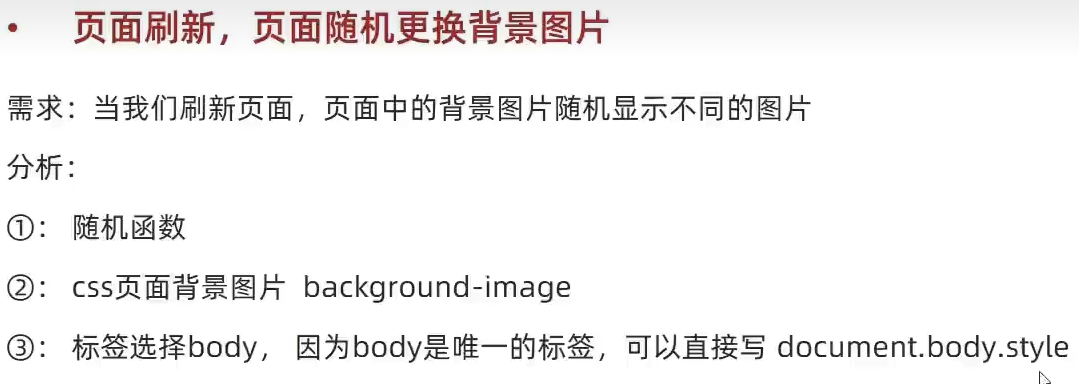 • 页面刷新，页面随机更换背景图片
需求：当我们刷新页面，页面中的背景图片随机显示不同的图片
分析：
①： 随机函数
②： css页面背景图片 background-image
③： 标签选择body， 因为body是唯一的标签，可以直接写 document.body.style